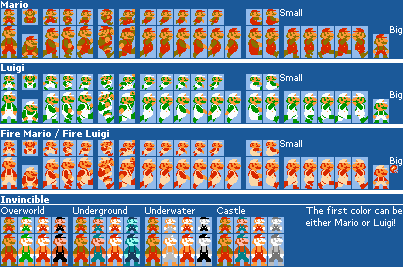 Mario
Small
Big
Luigi
Small
Big
Fire Mario / Fire Luigi
Small
Big
Invincible
Overworld Underground Underwater Castle
The first color can be
either Mario or Luigi!